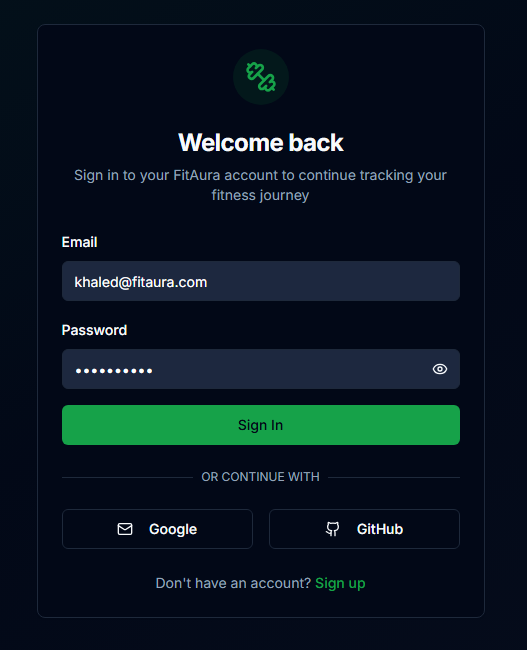 Welcome back
Sign in to your FitAura account to continue tracking your
fitness journey
Email
khaled@fitaura.com
Password
••••••••••
Sign In
OR CONTINUE WITH
Google
GitHub
Don't have an account? Sign up